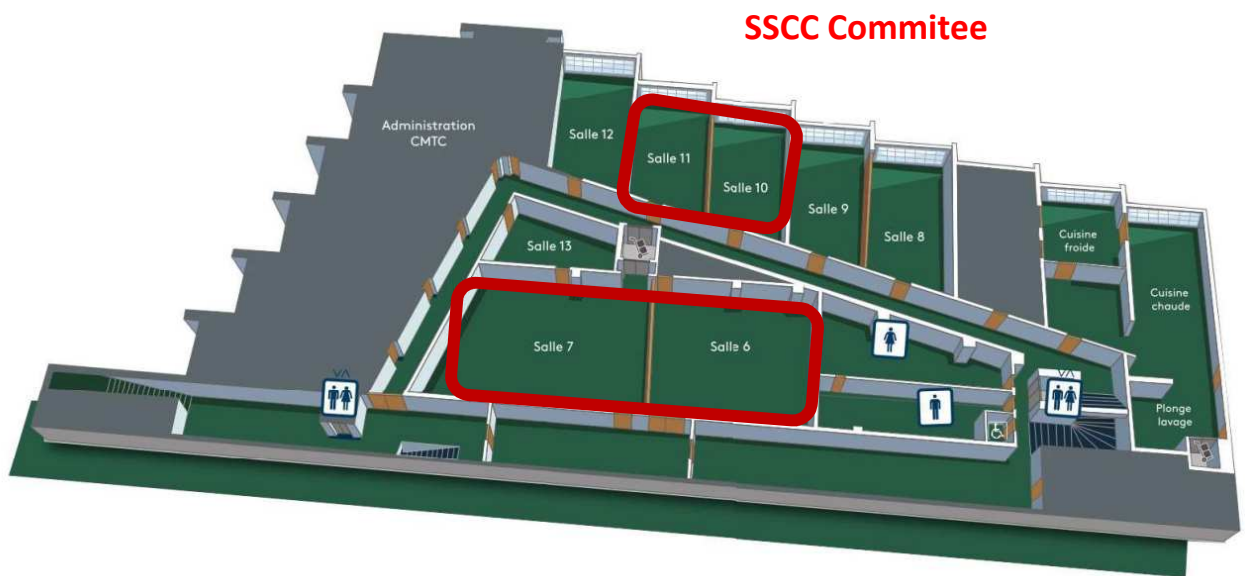 SSCC Commitee
Administration
CMTC
Salle 12
Salle 11
Salle 10
Salle 9
Salle 8
Salle 13
Cuisine
froide
Cuisine
chaude
Salle 7
Salle 6
Plonge
lavage